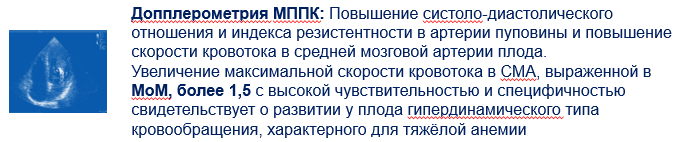 Допплерометрия МППК: Повышение систоло-диастолического
отношения и индекса резистентности в артерии пуповины и повышение
скорости кровотока в средней мозговой артерии плода.
Увеличение максимальной скорости кровотока в СМА, выраженной в
МоМ, более 1,5 с высокой чувствительностью и специфичностью
свидетельствует о развитии у плода гипердинамического типа
кровообращения, характерного для тяжёлой анемии